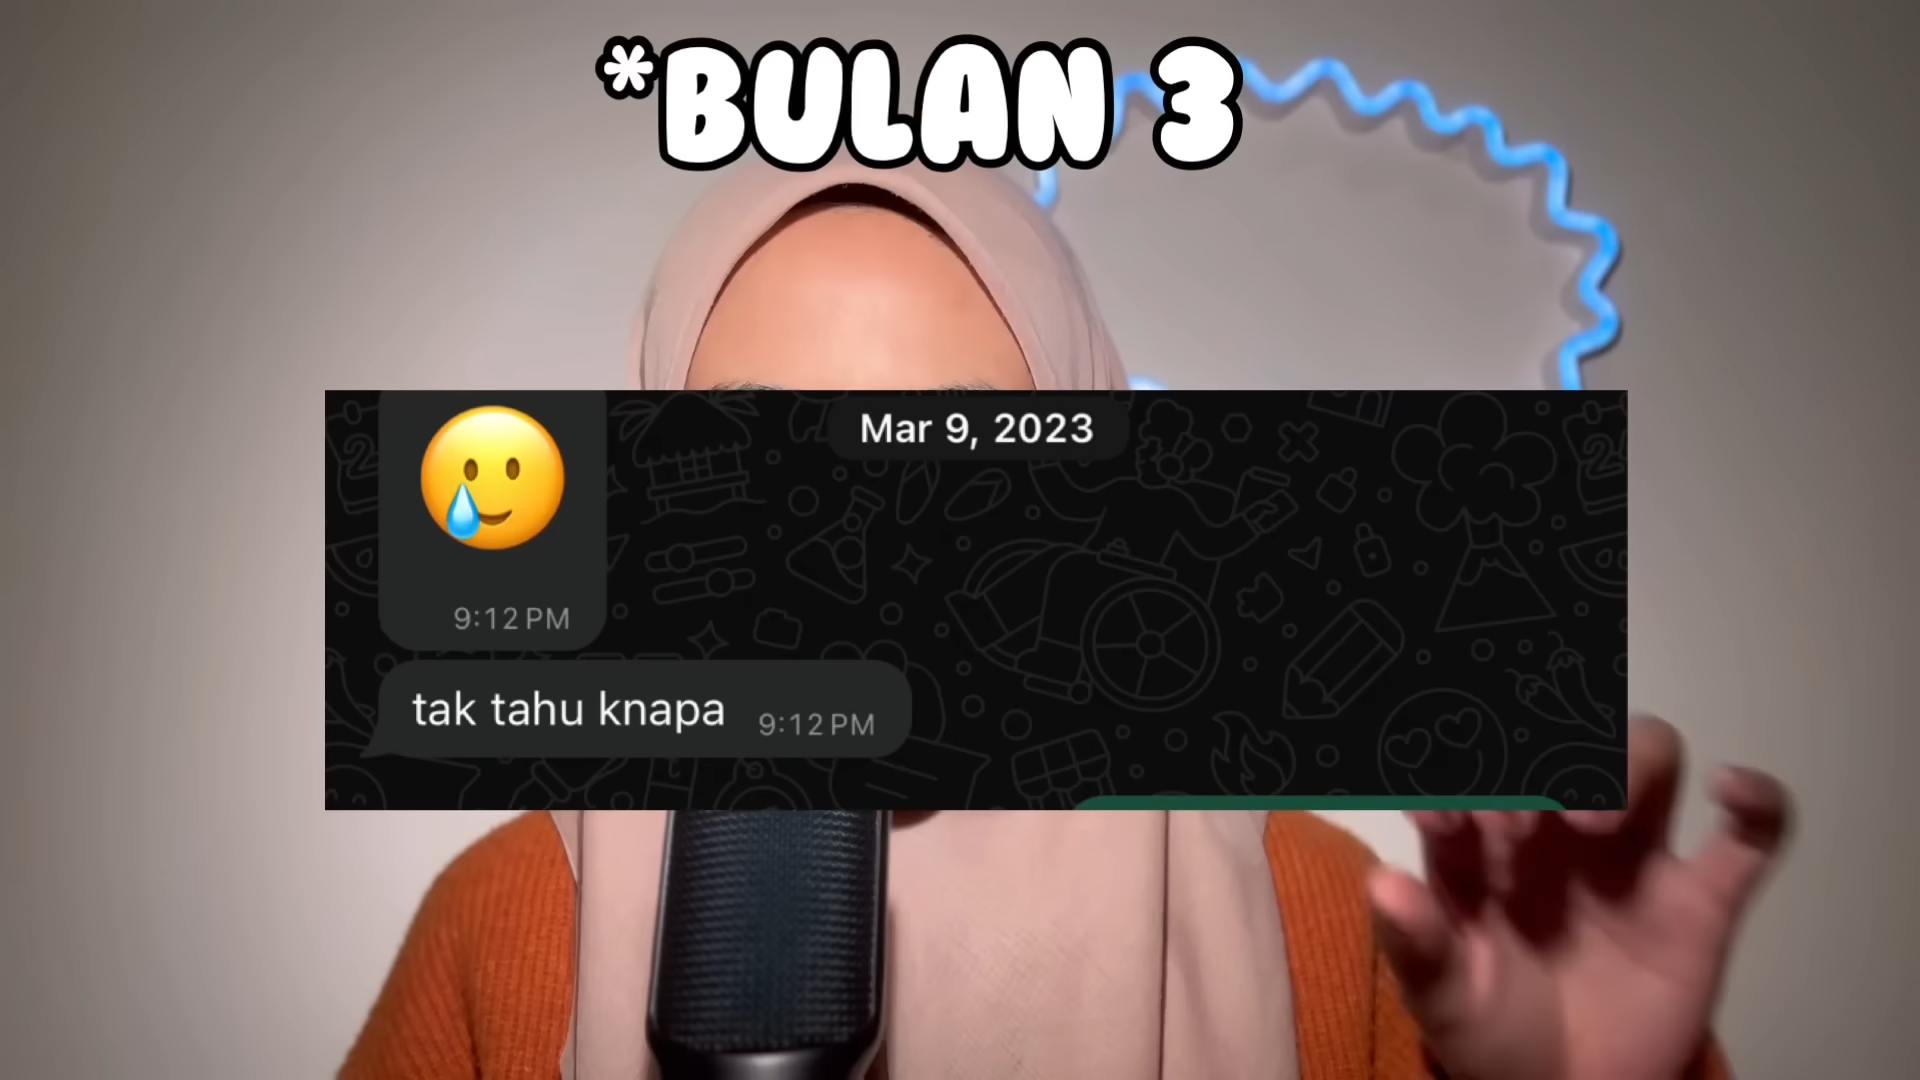 *BULAN 3
Mar 9, 2023
🥲
9:12 PM
tak tahu knapa 9:12 PM